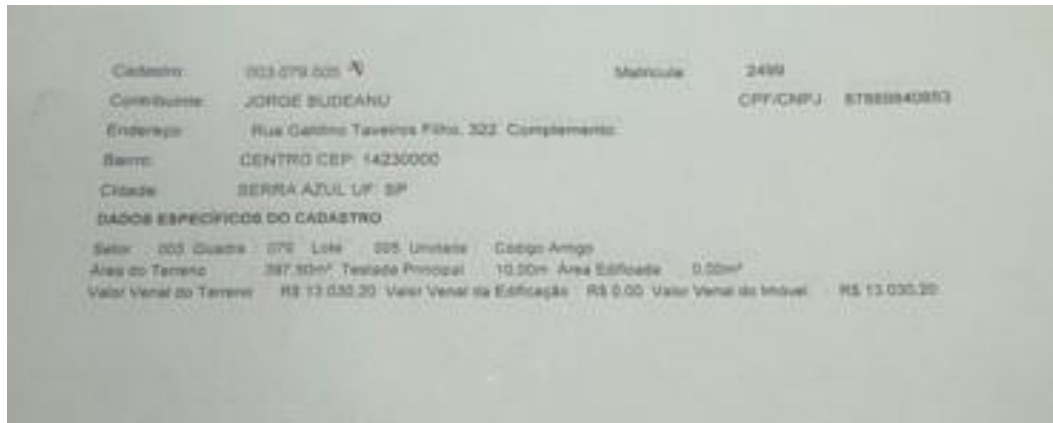 Cadastro: 003.079.005 Matrícula: 2499
Contribuinte: JORGE BUDEANU CPF/CNPJ
Endereço: Rua Galdino Taveiros Filho, 322 Complemento:
Bairro: CENTRO CEP: 14230000
Cidade: SERRA AZUL UF: SP
DADOS ESPECÍFICOS DO CADASTRO
Setor 003 Quadra 079 Lote 005 Unidade Código Antigo
Área do Terreno Testada Principal 10.00m Área Edificada 0.00m²
Valor Venal do Terreno R$ 13.030,20 Valor Venal da Edificação R$ 0.00 Valor Venal do Imóvel R$ 13.030,20